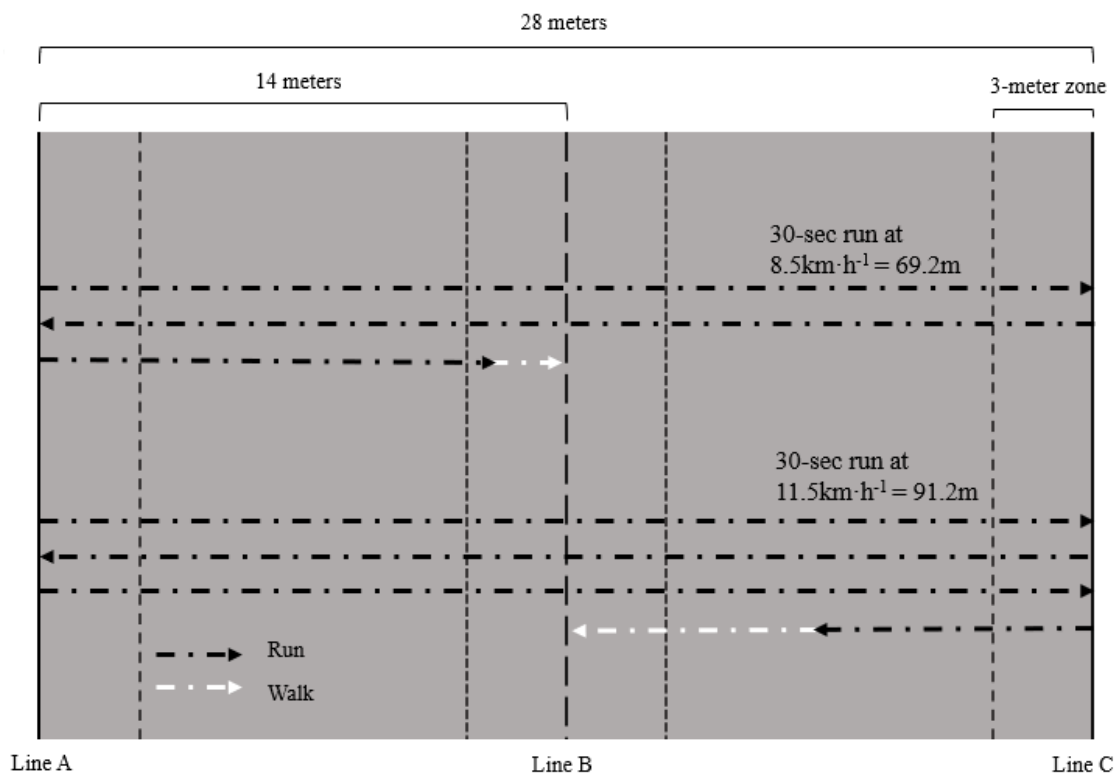 28 meters
14 meters
3-meter zone
30-sec run at
8.5km·h⁻¹ = 69.2m
30-sec run at
11.5km·h⁻¹ = 91.2m
Run
Walk
Line A
Line B
Line C